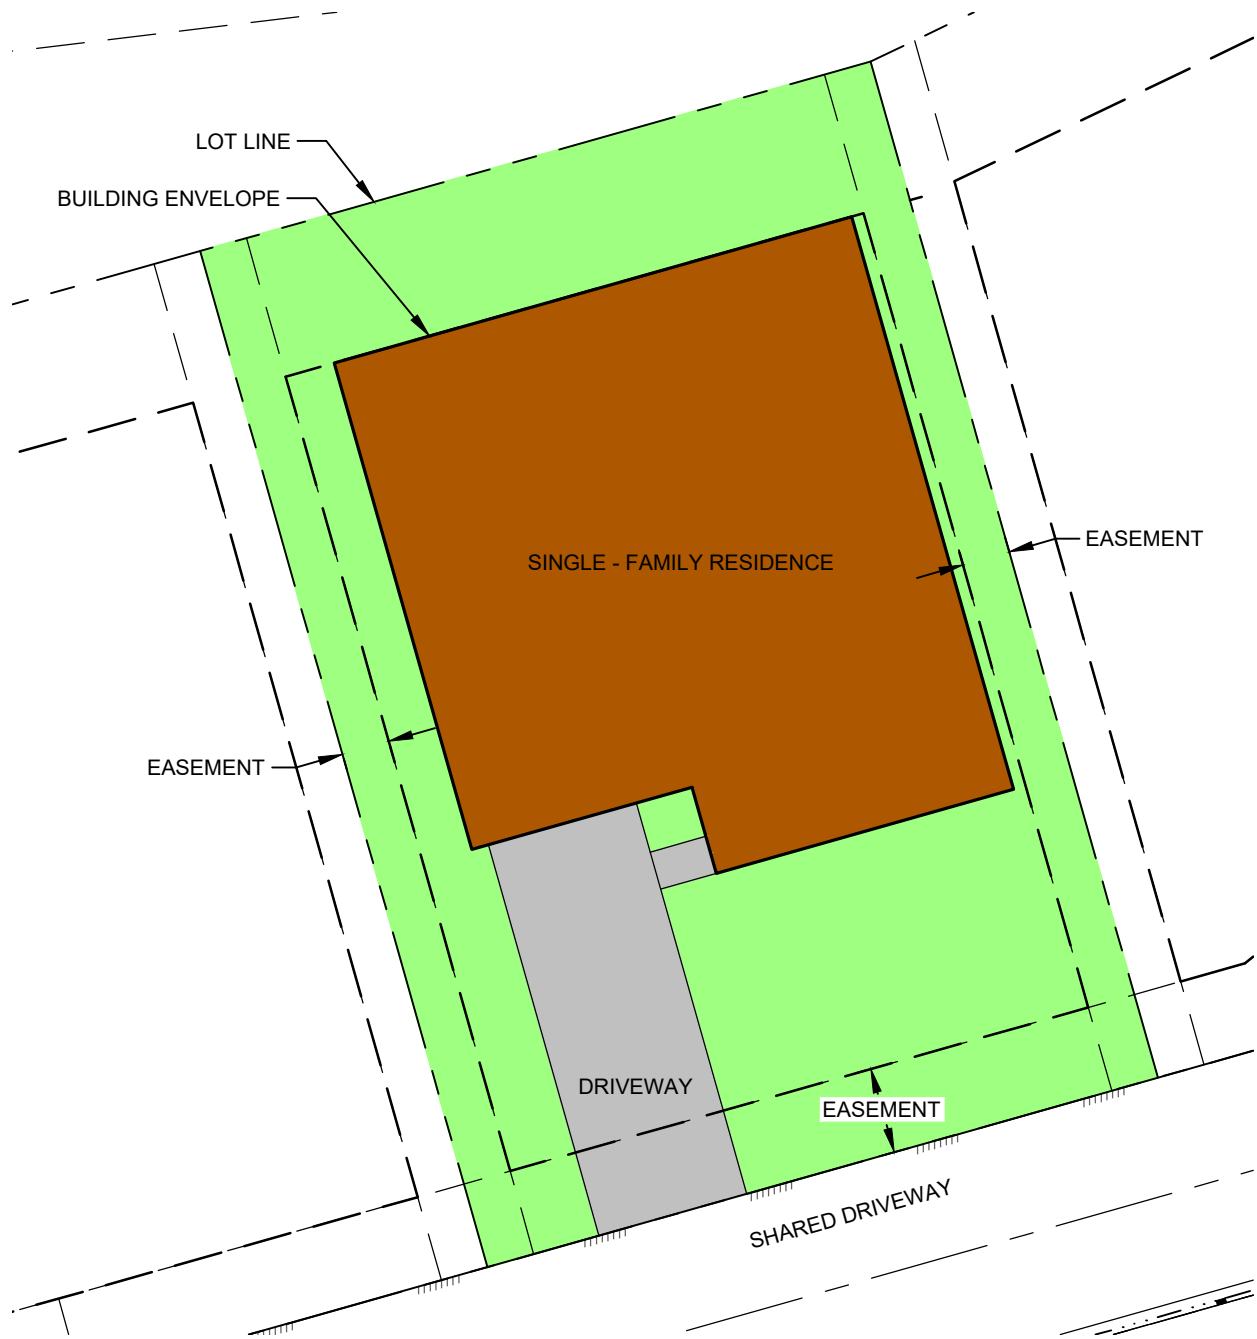 LOT LINE
BUILDING ENVELOPE
EASEMENT
SINGLE - FAMILY RESIDENCE
EASEMENT
DRIVEWAY
EASEMENT
SHARED DRIVEWAY